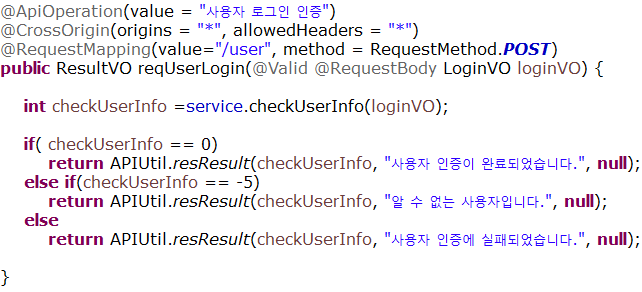 @ApiOperation(value = "사용자 로그인 인증")
@CrossOrigin(origins = "*", allowedHeaders = "*")
@RequestMapping(value="/user", method = RequestMethod.POST)
public ResultVO reqUserLogin(@Valid @RequestBody LoginVO loginVO) {
int checkUserInfo =service.checkUserInfo(loginVO);
if( checkUserInfo == 0)
return APIUtil.resResult(checkUserInfo, "사용자 인증이 완료되었습니다.", null);
else if(checkUserInfo == -5)
return APIUtil.resResult(checkUserInfo, "알 수 없는 사용자입니다.", null);
else
return APIUtil.resResult(checkUserInfo, "사용자 인증에 실패되었습니다.", null);
}